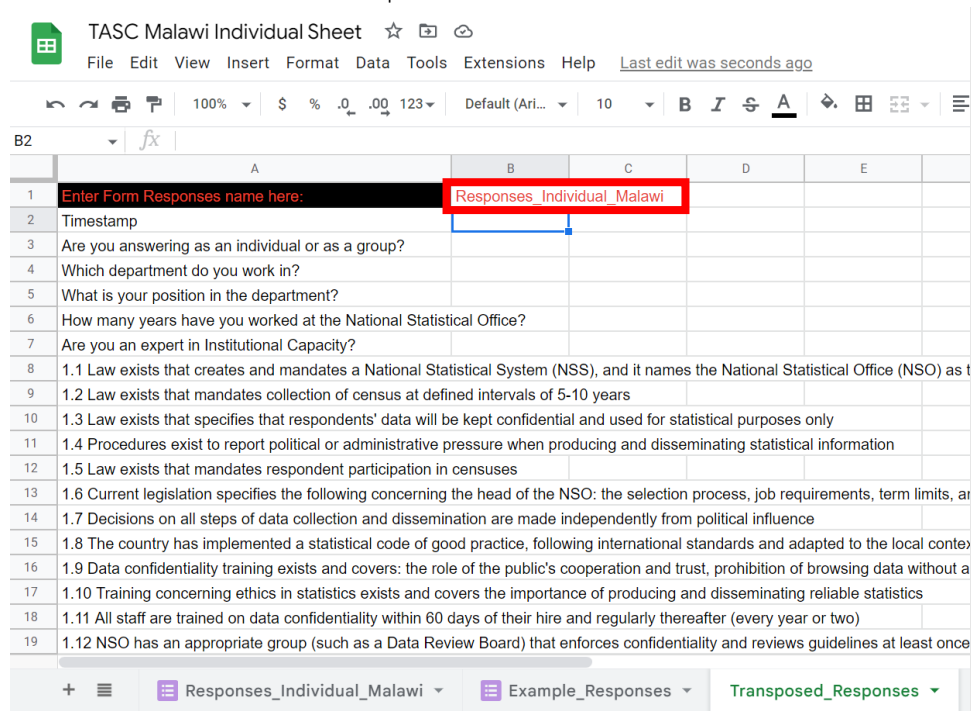 TASC Malawi Individual Sheet
File Edit View Insert Format Data Tools Extensions Help Last edit was seconds ago
100% $ % .0 .00 123 Default (Ari... 10 B I S A
B2 fx
A B C D E
1 Enter Form Responses name here: Responses_Individual_Malawi
2 Timestamp
3 Are you answering as an individual or as a group?
4 Which department do you work in?
5 What is your position in the department?
6 How many years have you worked at the National Statistical Office?
7 Are you an expert in Institutional Capacity?
8 1.1 Law exists that creates and mandates a National Statistical System (NSS), and it names the National Statistical Office (NSO) as t
9 1.2 Law exists that mandates collection of census at defined intervals of 5-10 years
10 1.3 Law exists that specifies that respondents' data will be kept confidential and used for statistical purposes only
11 1.4 Procedures exist to report political or administrative pressure when producing and disseminating statistical information
12 1.5 Law exists that mandates respondent participation in censuses
13 1.6 Current legislation specifies the following concerning the head of the NSO: the selection process, job requirements, term limits, ar
14 1.7 Decisions on all steps of data collection and dissemination are made independently from political influence
15 1.8 The country has implemented a statistical code of good practice, following international standards and adapted to the local contex
16 1.9 Data confidentiality training exists and covers: the role of the public's cooperation and trust, prohibition of browsing data without a
17 1.10 Training concerning ethics in statistics exists and covers the importance of producing and disseminating reliable statistics
18 1.11 All staff are trained on data confidentiality within 60 days of their hire and regularly thereafter (every year or two)
19 1.12 NSO has an appropriate group (such as a Data Review Board) that enforces confidentiality and reviews guidelines at least once
+ Responses_Individual_Malawi Example_Responses Transposed_Responses